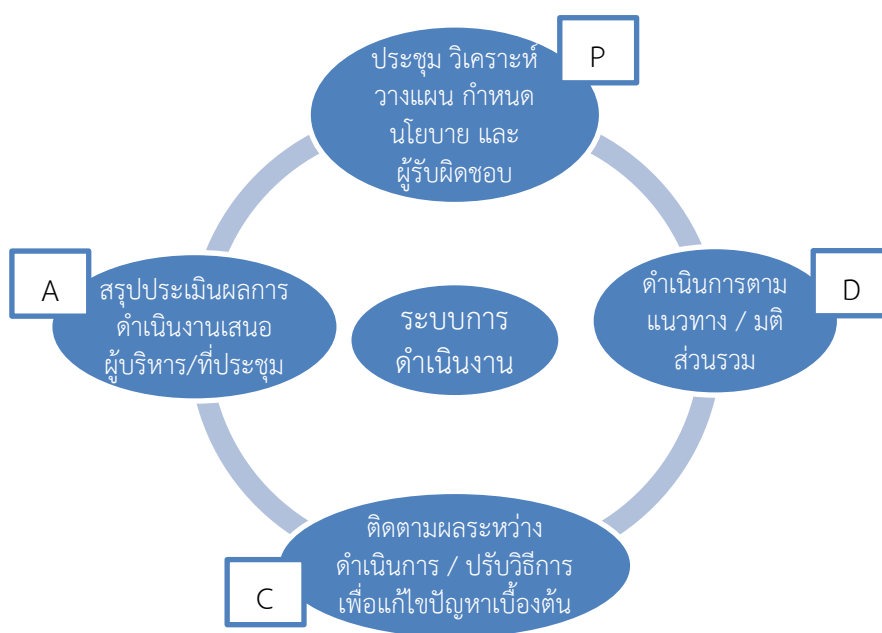 ประชุม วิเคราะห์
วางแผน กำหนด
นโยบาย และ
ผู้รับผิดชอบ
P
ดำเนินการตาม
แนวทาง / มติ
ส่วนรวม
D
ติดตามผลระหว่าง
ดำเนินการ / ปรับวิธีการ
เพื่อแก้ไขปัญหาเบื้องต้น
C
สรุปประเมินผลการ
ดำเนินงานเสนอ
ผู้บริหาร/ที่ประชุม
A
ระบบการ
ดำเนินงาน